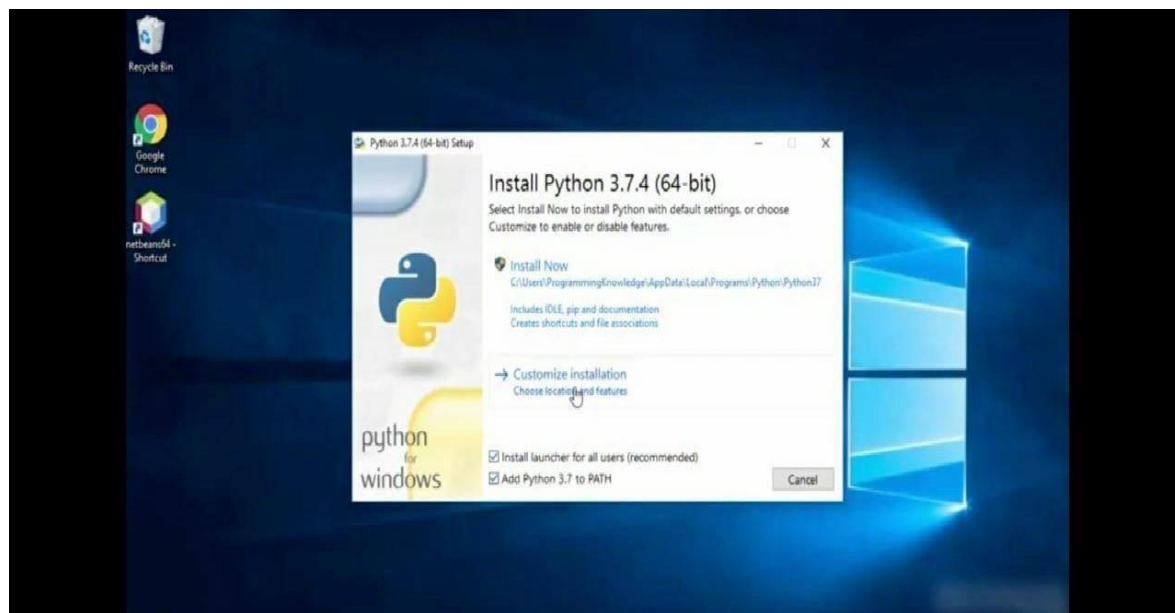 Recycle Bin
Google
Chrome
netbeans64 -
Shortcut
Python 3.7.4 (64-bit) Setup
Install Python 3.7.4 (64-bit)
Select Install Now to install Python with default settings, or choose
Customize to enable or disable features.
Install Now
C:\Users\ProgrammingKnowledge\AppData\Local\Programs\Python\Python37
Includes IDLE, pip and documentation
Creates shortcuts and file associations
Customize installation
Choose location and features
python
for
windows
Install launcher for all users (recommended)
Add Python 3.7 to PATH
Cancel